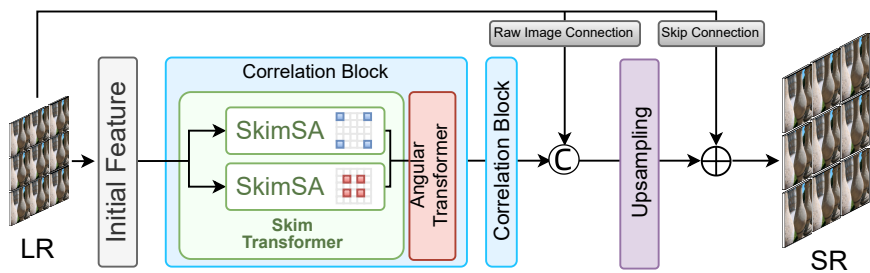 Raw Image Connection
Skip Connection
LR
Initial Feature
Correlation Block
SkimSA
SkimSA
Skim
Transformer
Angular
Transformer
Correlation Block
C
Upsampling
SR